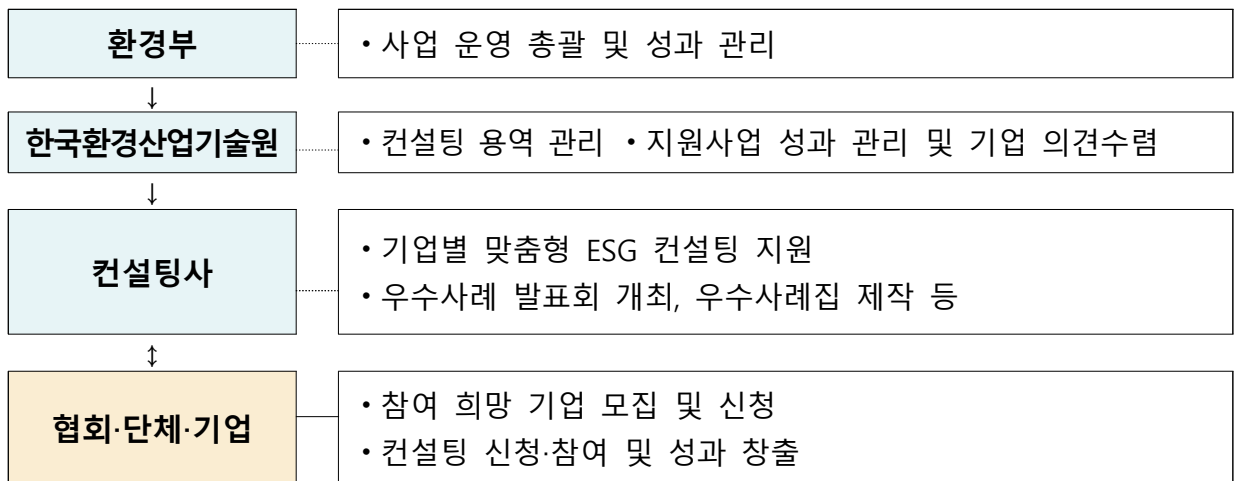 환경부
• 사업 운영 총괄 및 성과 관리
↓
한국환경산업기술원
• 컨설팅 용역 관리 • 지원사업 성과 관리 및 기업 의견수렴
↓
컨설팅사
• 기업별 맞춤형 ESG 컨설팅 지원
• 우수사례 발표회 개최, 우수사례집 제작 등
↕
협회·단체·기업
• 참여 희망 기업 모집 및 신청
• 컨설팅 신청·참여 및 성과 창출